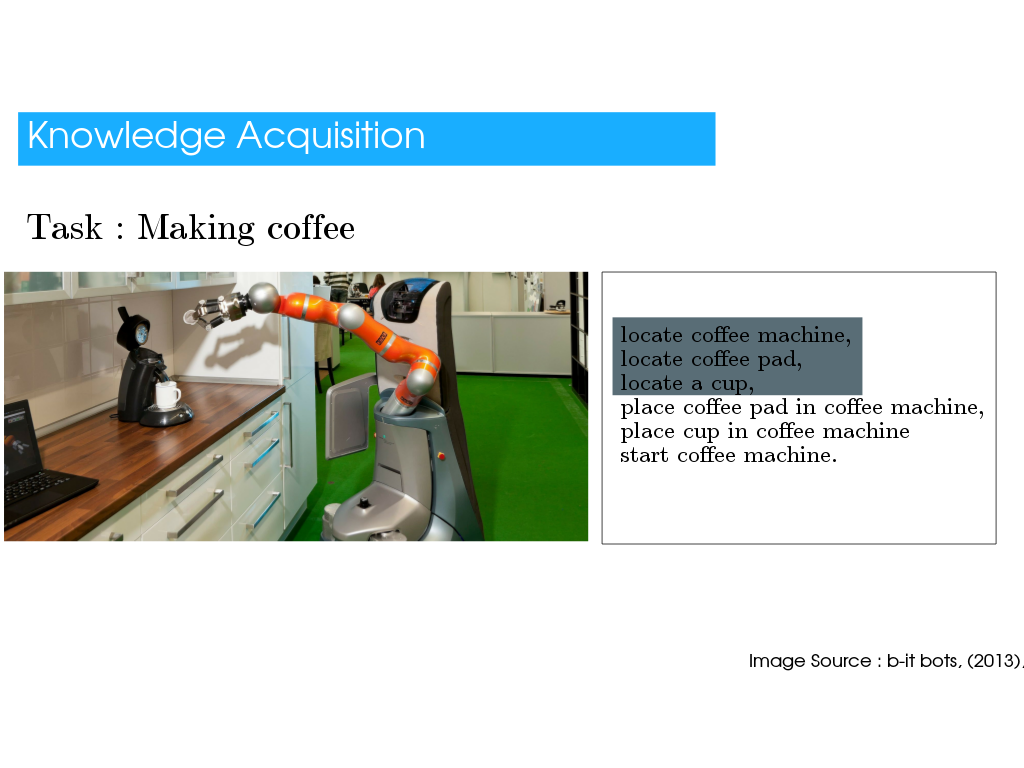 Knowledge Acquisition
Task : Making coffee
locate coffee machine,
locate coffee pad,
locate a cup,
place coffee pad in coffee machine,
place cup in coffee machine
start coffee machine.
Image Source : b-it bots, (2013),